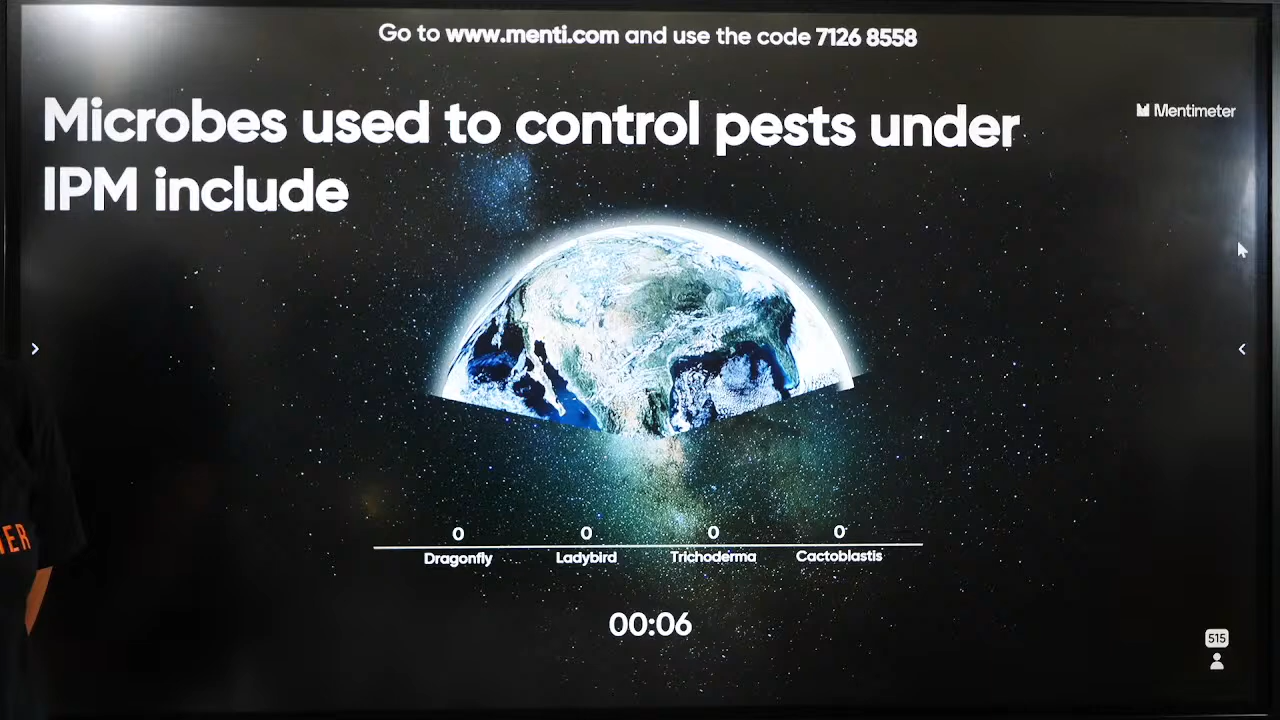 Go to www.menti.com and use the code 7126 8558
Microbes used to control pests under
IPM include
Mentimeter
0 0 0 0
Dragonfly Ladybird Trichoderma Cactoblastis
00:06
515